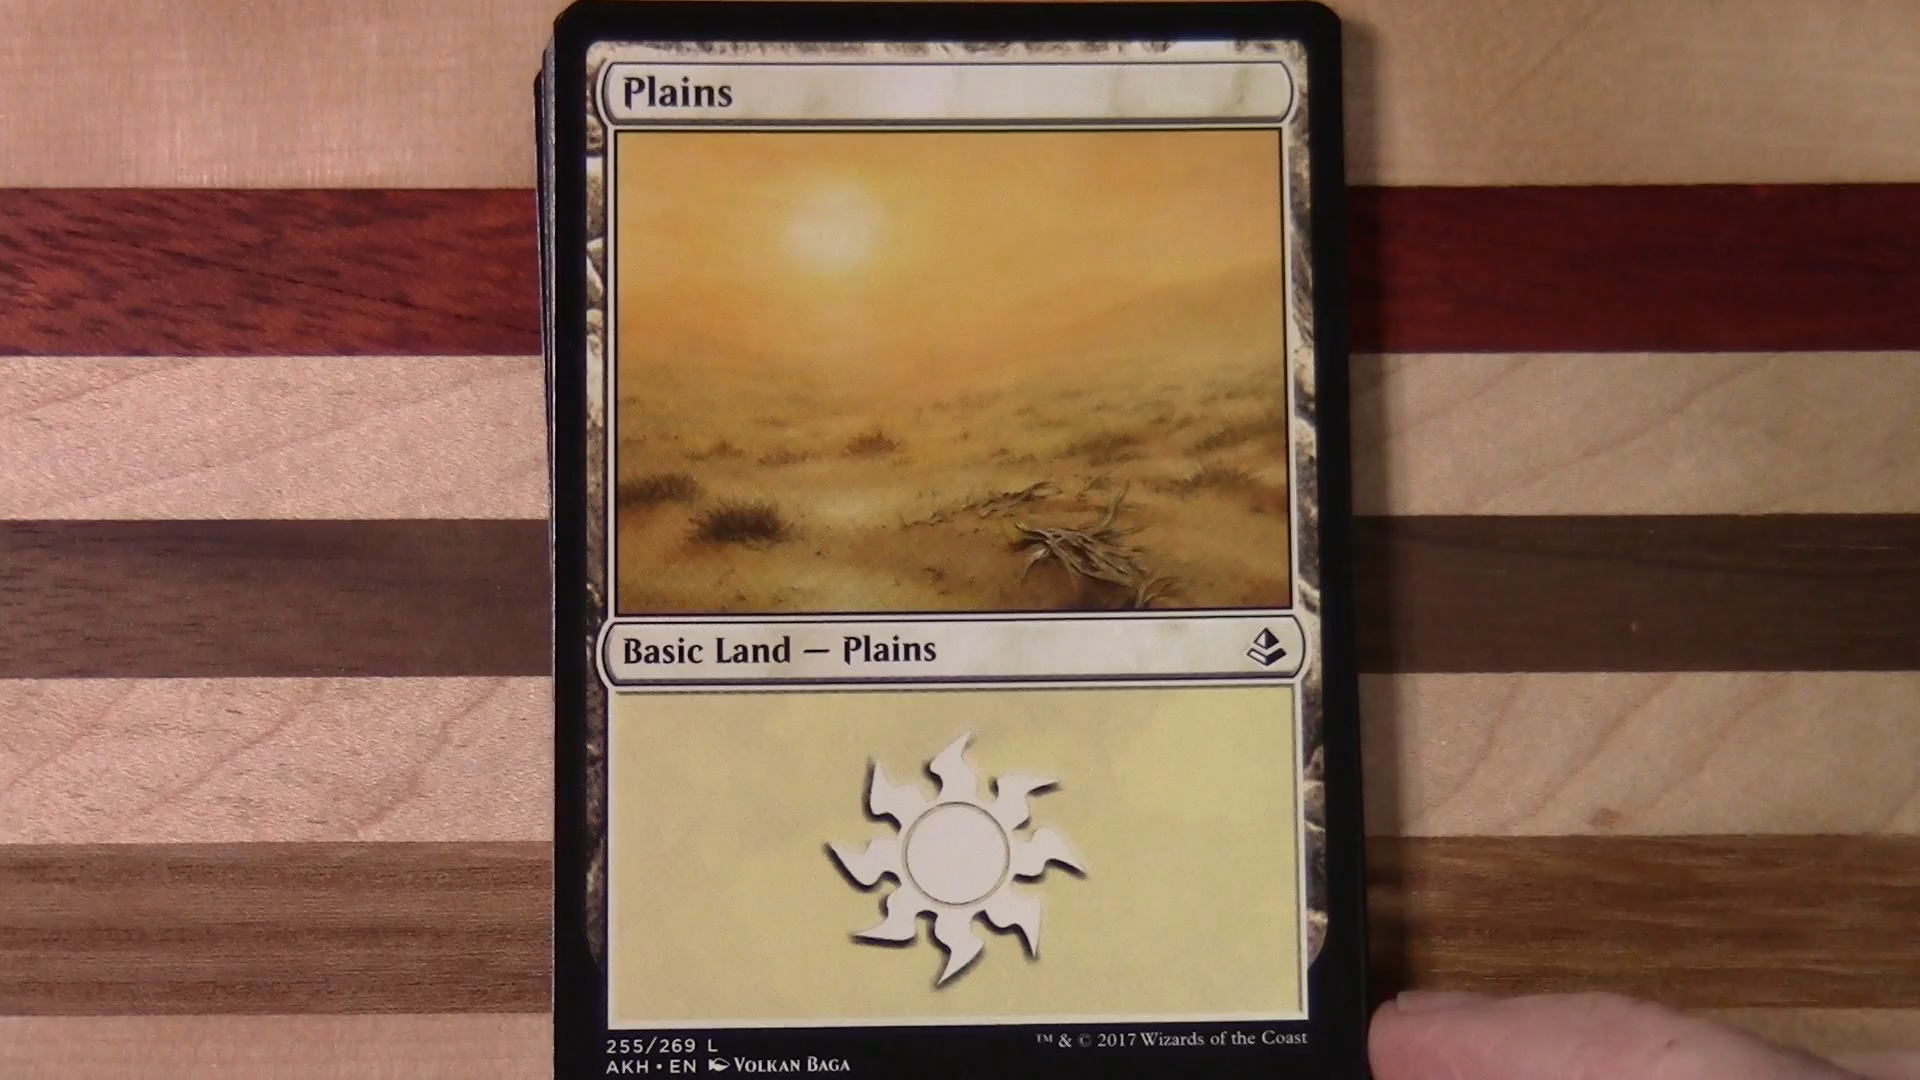 Plains
Basic Land — Plains
255/269 L
™ & © 2017 Wizards of the Coast
AKH • EN Volkan Baga